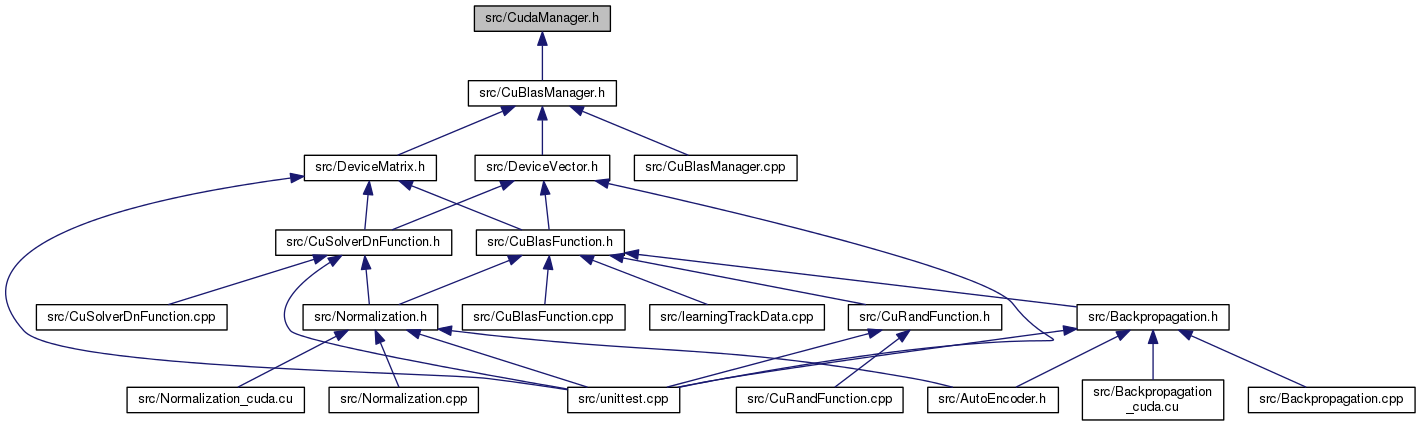 src/CudaManager.h
src/CuBlasManager.h
src/DeviceMatrix.h
src/DeviceVector.h
src/CuBlasManager.cpp
src/CuSolverDnFunction.h
src/CuBlasFunction.h
src/CuSolverDnFunction.cpp
src/Normalization.h
src/CuBlasFunction.cpp
src/learningTrackData.cpp
src/CuRandFunction.h
src/Backpropagation.h
src/Normalization_cuda.cu
src/Normalization.cpp
src/unittest.cpp
src/CuRandFunction.cpp
src/AutoEncoder.h
src/Backpropagation
_cuda.cu
src/Backpropagation.cpp